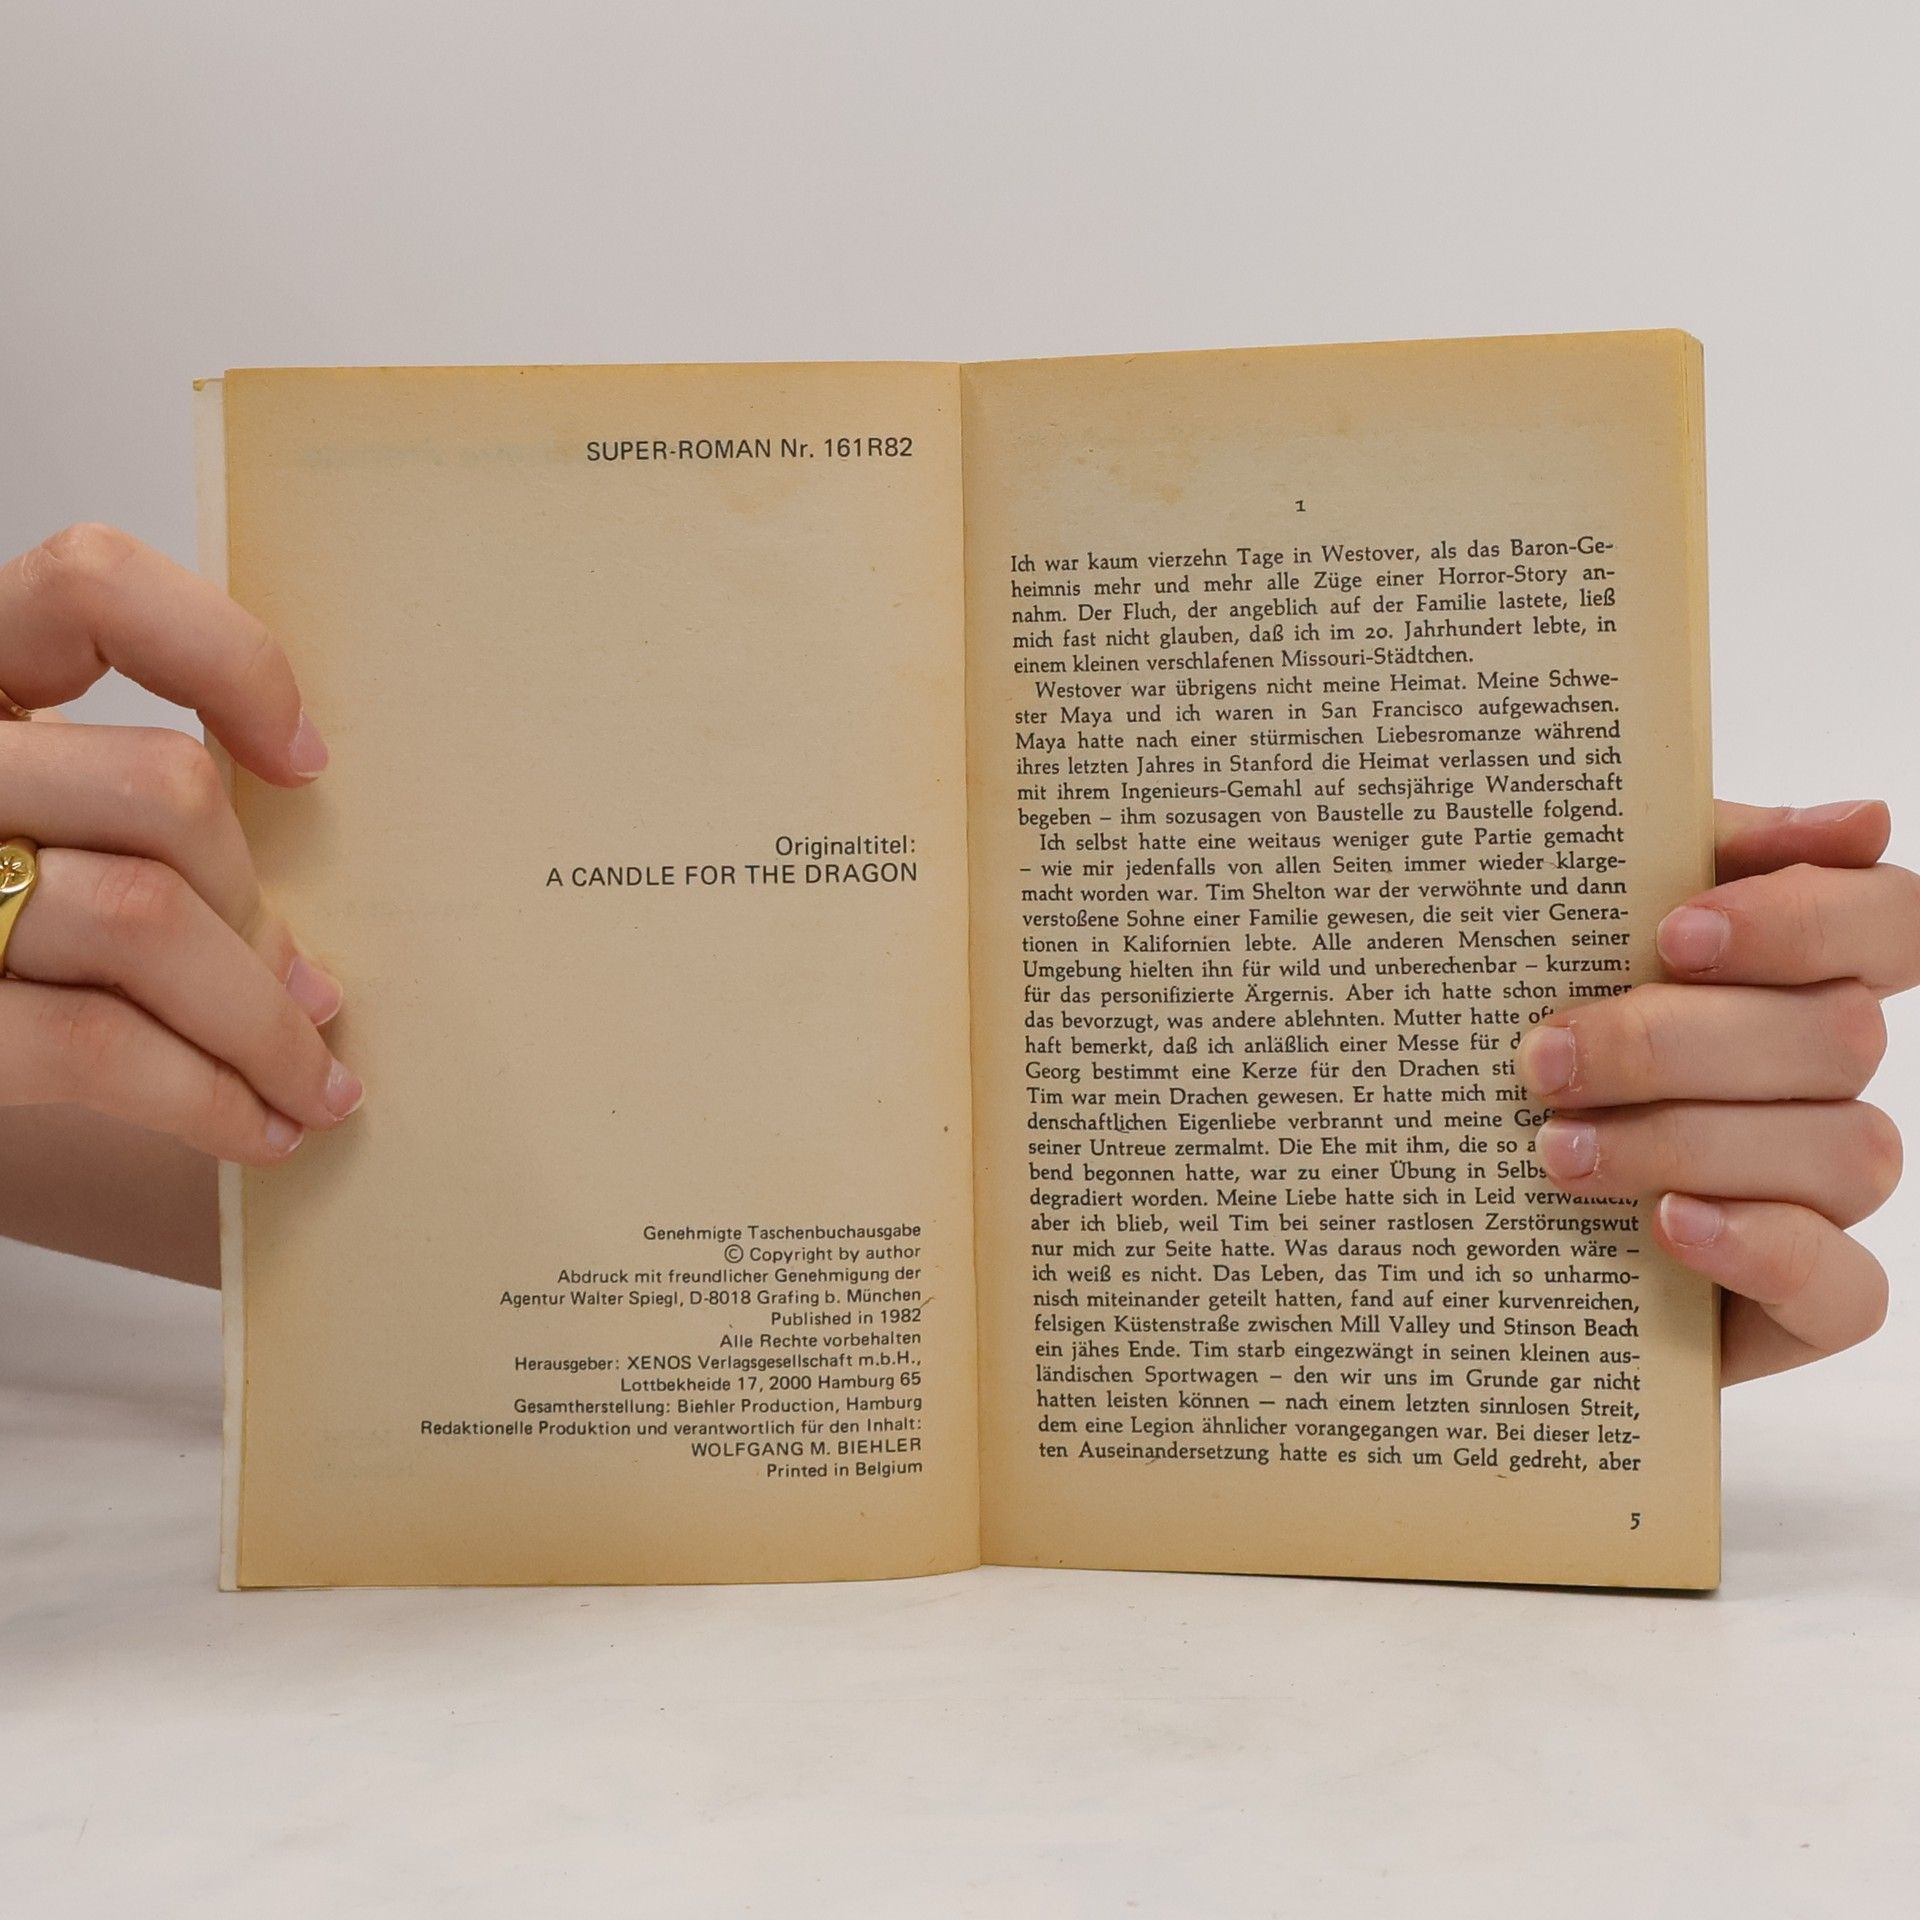 SUPER-ROMAN Nr. 161R82
Originaltitel:
A CANDLE FOR THE DRAGON
Genehmigte Taschenbuchausgabe
© Copyright by author
Abdruck mit freundlicher Genehmigung der
Agentur Walter Spiegl, D-8018 Grafing b. München
Published in 1982
Alle Rechte vorbehalten
Herausgeber: XENOS Verlagsgesellschaft m.b.H.,
Lottbekheide 17, 2000 Hamburg 65
Gesamtherstellung: Biehler Production, Hamburg
Redaktionelle Produktion und verantwortlich für den Inhalt:
WOLFGANG M. BIEHLER
Printed in Belgium
1
Ich war kaum vierzehn Tage in Westover, als das Baron-Ge-
heimnis mehr und mehr alle Züge einer Horror-Story an-
nahm. Der Fluch, der angeblich auf der Familie lastete, ließ
mich fast nicht glauben, daß ich im 20. Jahrhundert lebte, in
einem kleinen verschlafenen Missouri-Städtchen.
Westover war übrigens nicht meine Heimat. Meine Schwe-
ster Maya und ich waren in San Francisco aufgewachsen.
Maya hatte nach einer stürmischen Liebesromanze während
ihres letzten Jahres in Stanford die Heimat verlassen und sich
mit ihrem Ingenieurs-Gemahl auf sechsjährige Wanderschaft
begeben – ihm sozusagen von Baustelle zu Baustelle folgend.
Ich selbst hatte eine weitaus weniger gute Partie gemacht
– wie mir jedenfalls von allen Seiten immer wieder klarge-
macht worden war. Tim Shelton war der verwöhnte und dann
verstoßene Sohne einer Familie gewesen, die seit vier Genera-
tionen in Kalifornien lebte. Alle anderen Menschen seiner
Umgebung hielten ihn für wild und unberechenbar – kurzum:
für das personifizierte Ärgernis. Aber ich hatte schon immer
das bevorzugt, was andere ablehnten. Mutter hatte
haft bemerkt, daß ich anläßlich einer Messe für
Georg bestimmt eine Kerze für den Drachen
Tim war mein Drachen gewesen. Er hatte mich mit
denschaftlichen Eigenliebe verbrannt und meine
seiner Untreue zermalmt. Die Ehe mit ihm, die so
bend begonnen hatte, war zu einer Übung in
degradiert worden. Meine Liebe hatte sich in Leid verwandelt,
aber ich blieb, weil Tim bei seiner rastlosen Zerstörungswut
nur mich zur Seite hatte. Was daraus noch geworden wäre –
ich weiß es nicht. Das Leben, das Tim und ich so unharmo-
nisch miteinander geteilt hatten, fand auf einer kurvenreichen,
felsigen Küstenstraße zwischen Mill Valley und Stinson Beach
ein jähes Ende. Tim starb eingezwängt in seinen kleinen aus-
ländischen Sportwagen – den wir uns im Grunde gar nicht
hatten leisten können – nach einem letzten sinnlosen Streit,
dem eine Legion ähnlicher vorangegangen war. Bei dieser letz-
ten Auseinandersetzung hatte es sich um Geld gedreht, aber
5